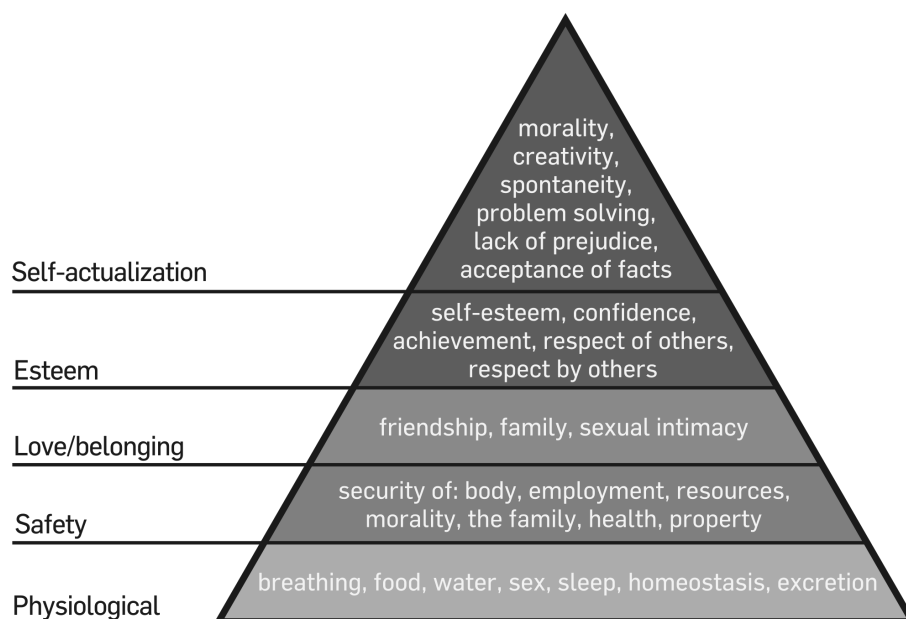 morality,
creativity,
spontaneity,
problem solving,
lack of prejudice,
acceptance of facts
Self-actualization
self-esteem, confidence,
achievement, respect of others,
respect by others
Esteem
friendship, family, sexual intimacy
Love/belonging
security of: body, employment, resources,
morality, the family, health, property
Safety
breathing, food, water, sex, sleep, homeostasis, excretion
Physiological